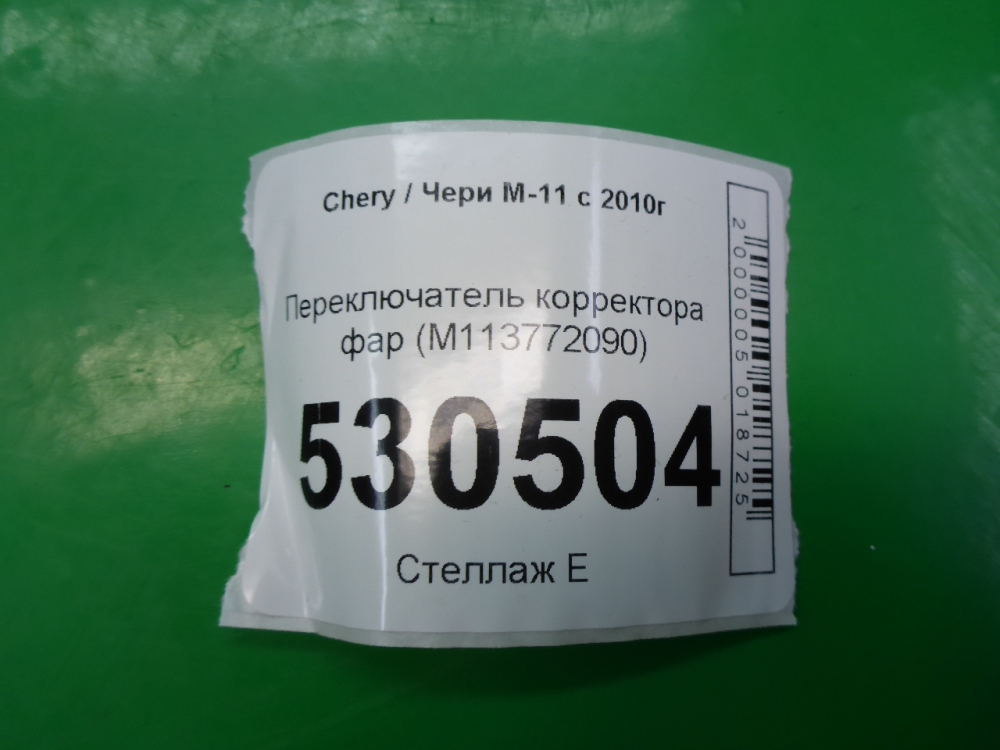 Chery / Чери М-11 с 2010г
Переключатель корректора
фар (M113772090)
530504
Стеллаж Е
2000005018725